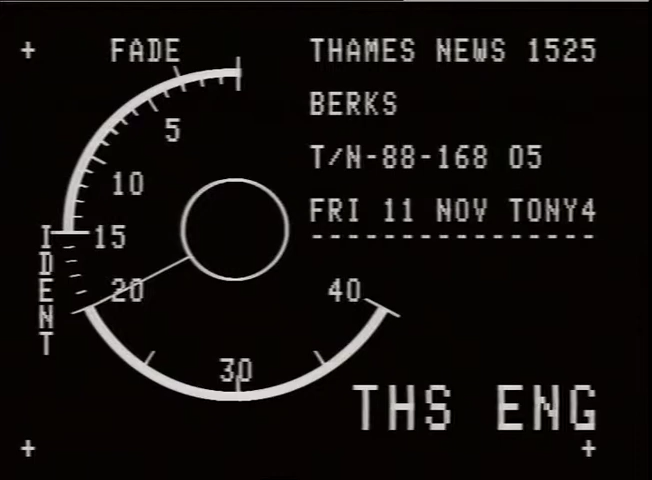 FADE
THAMES NEWS 1525
BERKS
T/N-88-168 05
FRI 11 NOV TONY4
----------------
5
10
15
20
30
40
IDENT
THS ENG